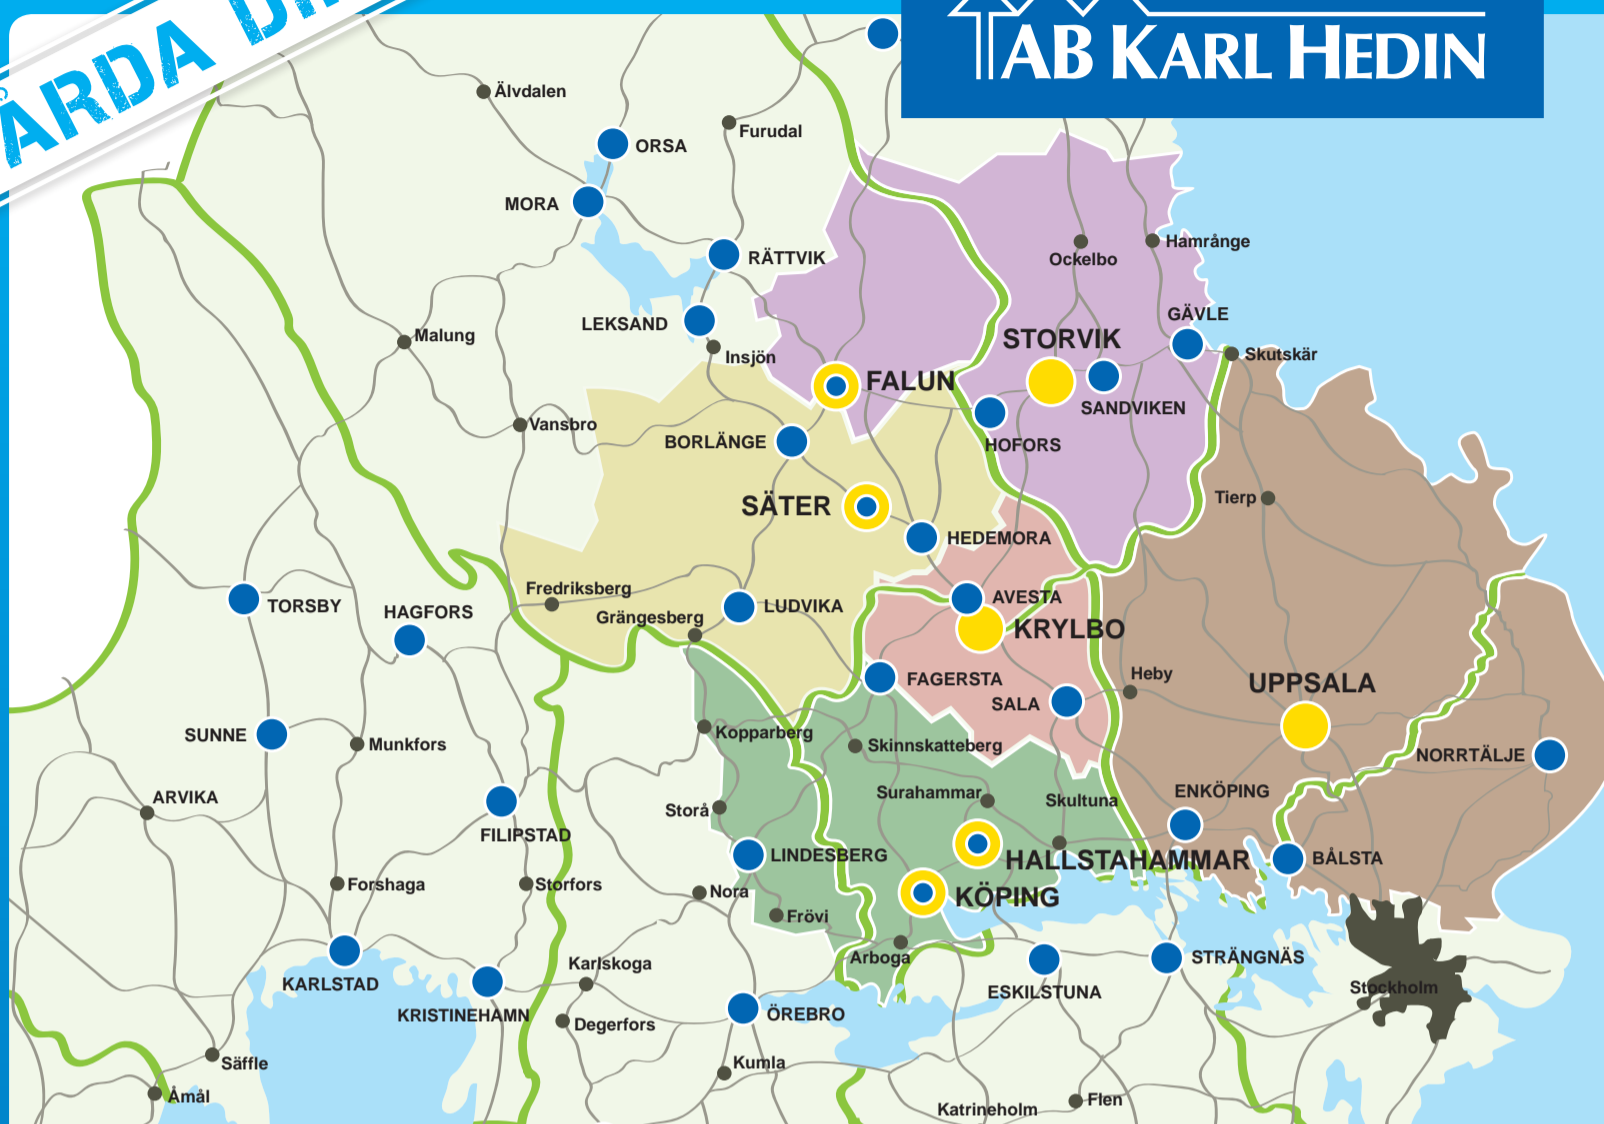 ÅRDA
AB KARL HEDIN
Älvdalen
Furudal
ORSA
MORA
RÄTTVIK
Ockelbo
Hamrånge
LEKSAND
GÄVLE
Malung
Insjön
STORVIK
Skutskär
FALUN
SANDVIKEN
Vansbro
BORLÄNGE
HOFORS
SÄTER
Tierp
HEDEMORA
Fredriksberg
TORSBY
HAGFORS
Grängesberg
LUDVIKA
AVESTA
KRYLBO
FAGERSTA
Heby
UPPSALA
SALA
SUNNE
Munkfors
Kopparberg
Skinnskatteberg
NORRTÄLJE
ARVIKA
Surahammar
Skultuna
ENKÖPING
Storå
FILIPSTAD
LINDESBERG
HALLSTAHAMMAR
BÅLSTA
Forshaga
Storfors
Nora
KÖPING
Frövi
Arboga
KARLSTAD
Karlskoga
ESKILSTUNA
STRÄNGNÄS
Stockholm
KRISTINEHAMN
Degerfors
ÖREBRO
Säffle
Kumla
Åmål
Katrineholm
Flen